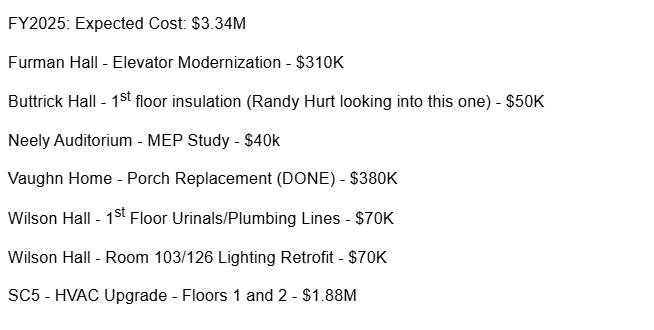 FY2025: Expected Cost: $3.34M
Furman Hall - Elevator Modernization - $310K
Buttrick Hall - 1st floor insulation (Randy Hurt looking into this one) - $50K
Neely Auditorium - MEP Study - $40k
Vaughn Home - Porch Replacement (DONE) - $380K
Wilson Hall - 1st Floor Urinals/Plumbing Lines - $70K
Wilson Hall - Room 103/126 Lighting Retrofit - $70K
SC5 - HVAC Upgrade - Floors 1 and 2 - $1.88M